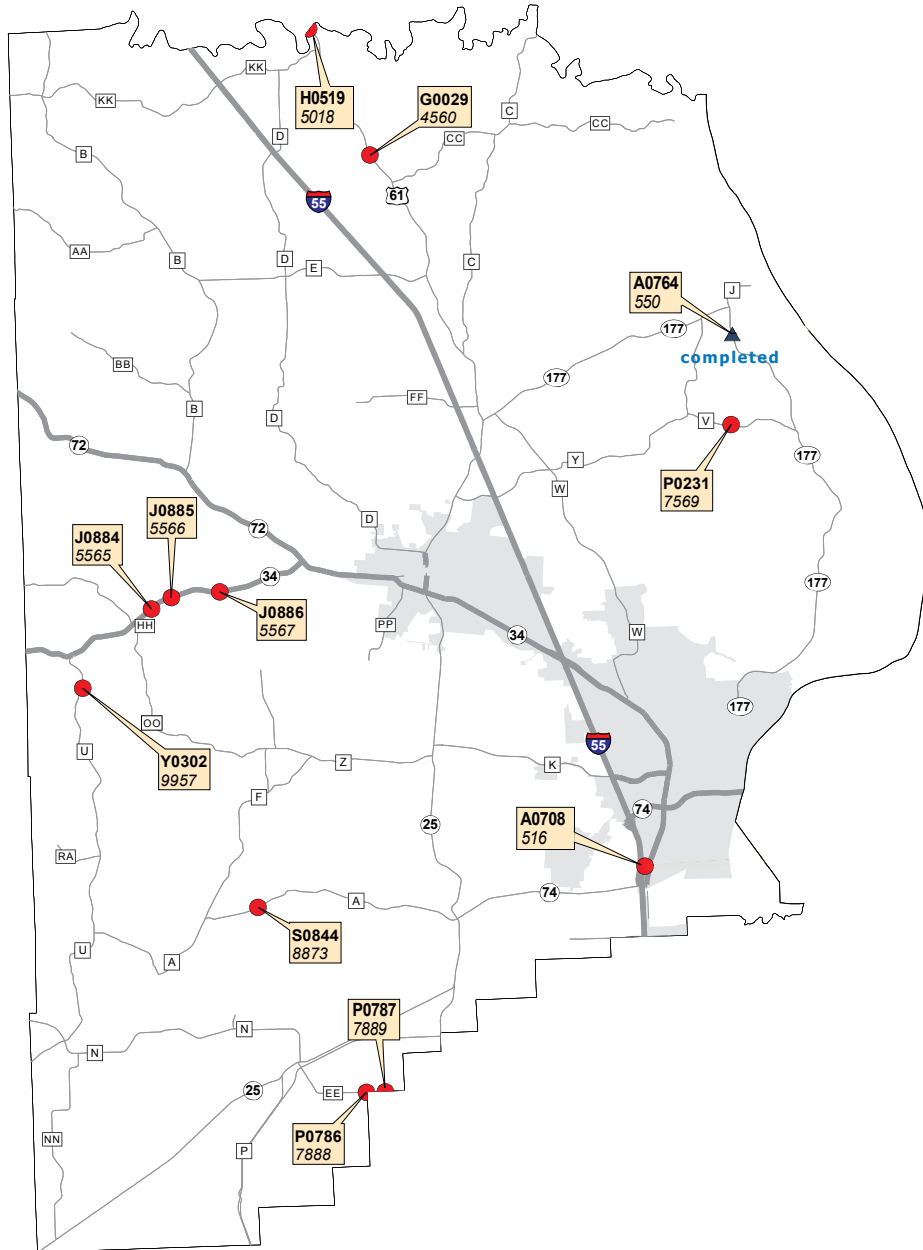 KK
H0519
5018
G0029
4560
C
KK
D
CC
CC
B
61
55
AA
B
D
E
C
A0764
550
J
177
completed
BB
177
B
FF
D
V
72
Y
177
P0231
7569
W
J0885
5566
D
72
J0884
5565
34
177
J0886
5567
HH
PP
34
W
177
OO
U
Y0302
9957
Z
55
K
F
74
25
A0708
516
RA
A
74
S0844
8873
U
A
P0787
7889
N
N
25
EE
P0786
7888
NN
P